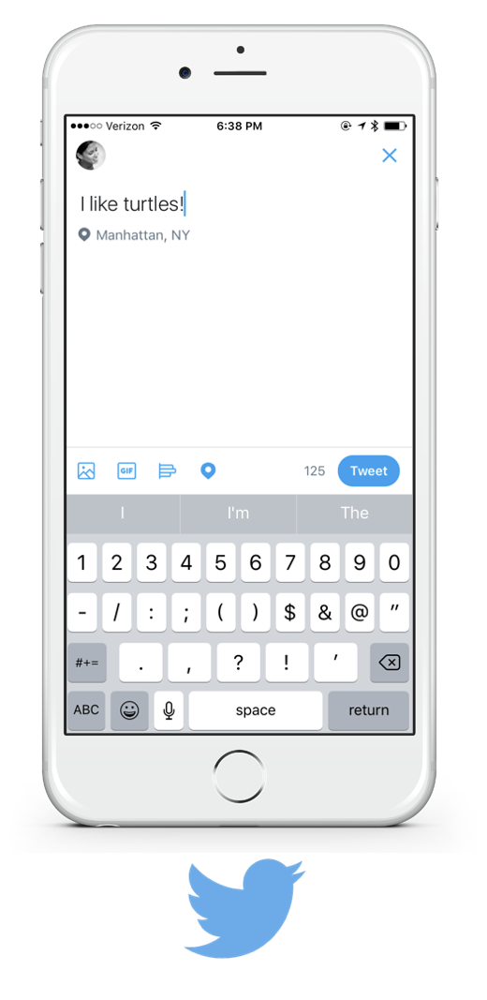 Verizon 6:38 PM
I like turtles!
Manhattan, NY
GIF 125 Tweet
I I'm The
1 2 3 4 5 6 7 8 9 0
- / : ; ( ) $ & @ "
#+= . , ? ! '
ABC space return